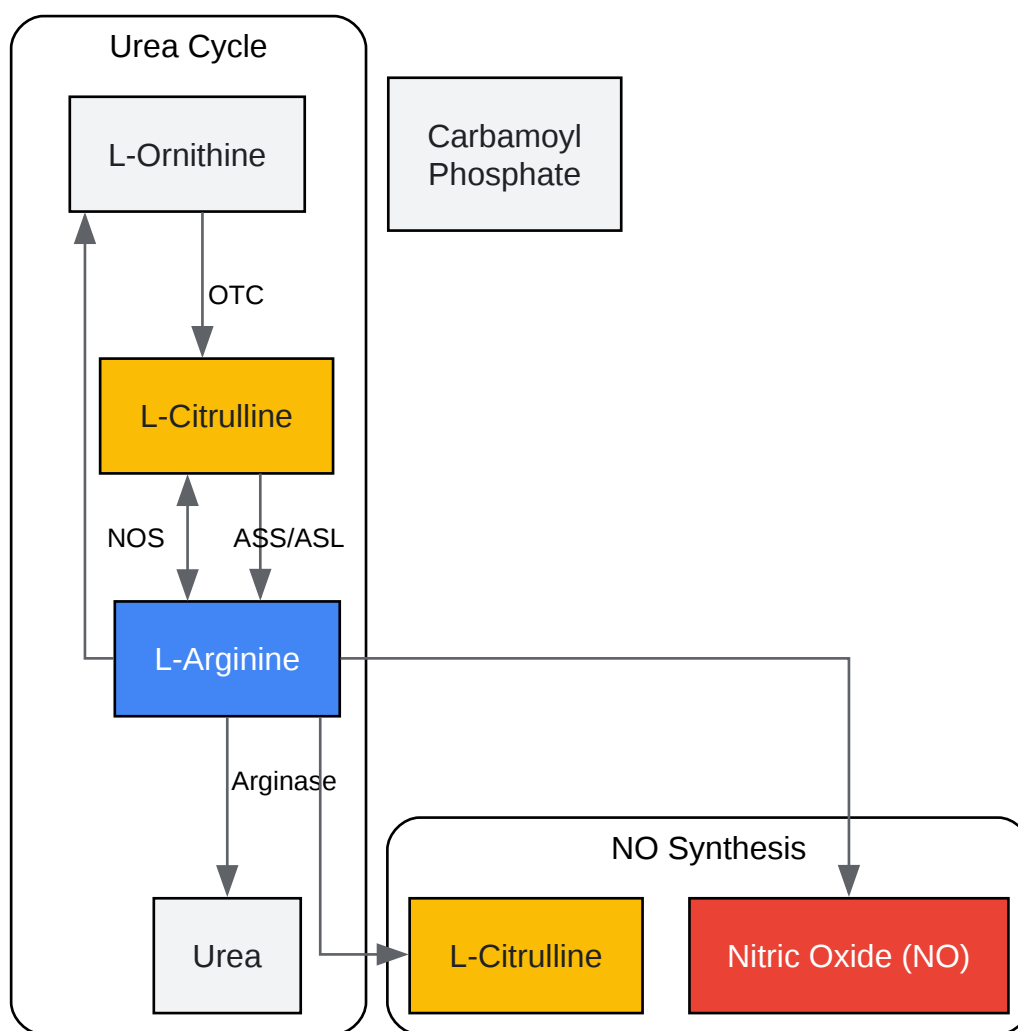 Urea Cycle
L-Ornithine
Carbamoyl
Phosphate
OTC
L-Citrulline
NOS
ASS/ASL
L-Arginine
Arginase
NO Synthesis
Urea
L-Citrulline
Nitric Oxide (NO)